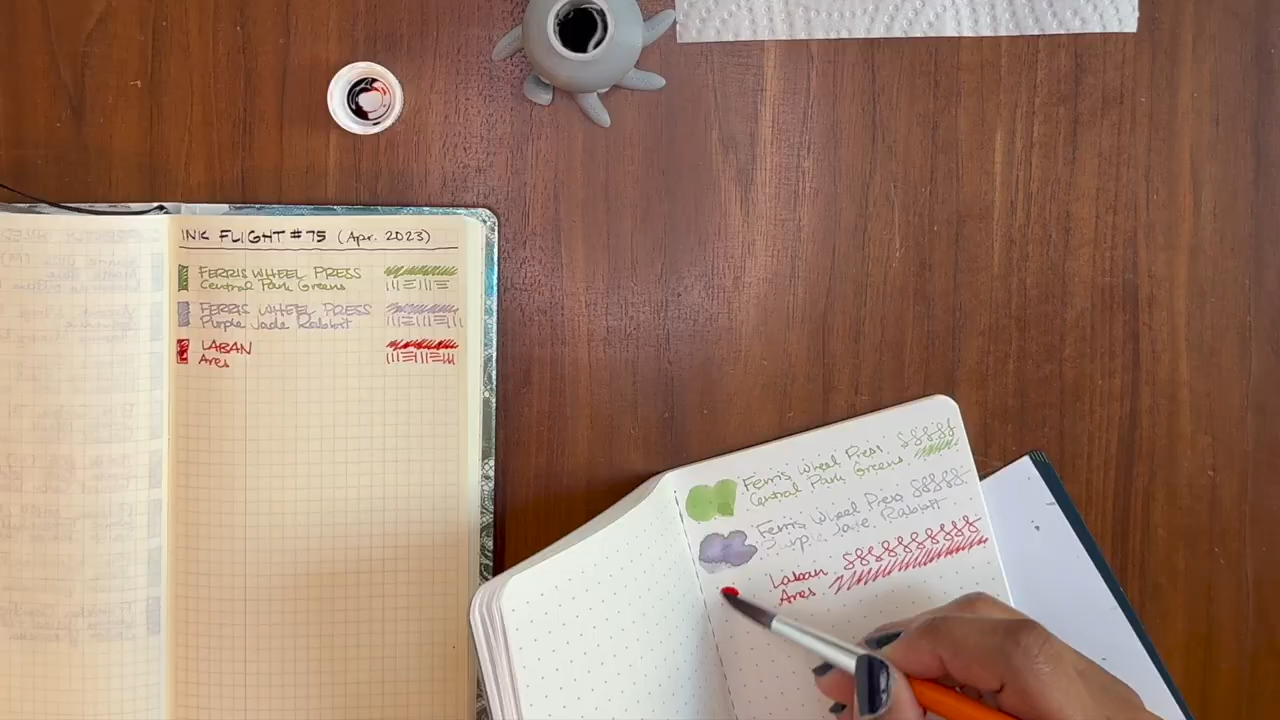 INK FLIGHT #75 (Apr. 2023)
FERRIS WHEEL PRESS
Central Park Greens
FERRIS WHEEL PRESS
Purple Jade Rabbit
LABAN
Ares
Ferris Wheel Press
Central Park Greens
Ferris Wheel Press
Purple Jade Rabbit
Laban
Ares